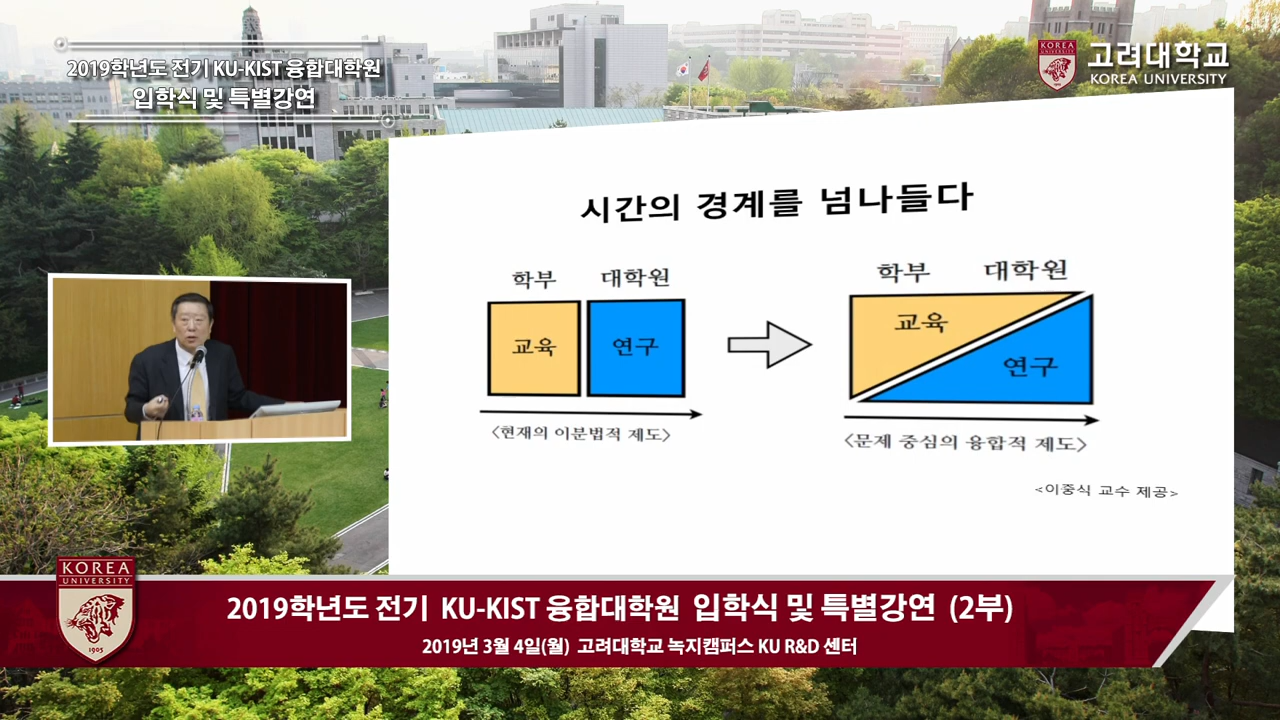 2019학년도 전기 KU-KIST 융합대학원
입학식 및 특별강연
KOREA
UNIVERSITY
1905
고려대학교
KOREA UNIVERSITY
시간의 경계를 넘나들다
학부 대학원
교육 연구
<현재의 이분법적 제도>
학부 대학원
교육
연구
<문제 중심의 융합적 제도>
<이중식 교수 제공>
KOREA
UNIVERSITY
1905
2019학년도 전기 KU-KIST 융합대학원 입학식 및 특별강연 (2부)
2019년 3월 4일(월) 고려대학교 녹지캠퍼스 KU R&D 센터